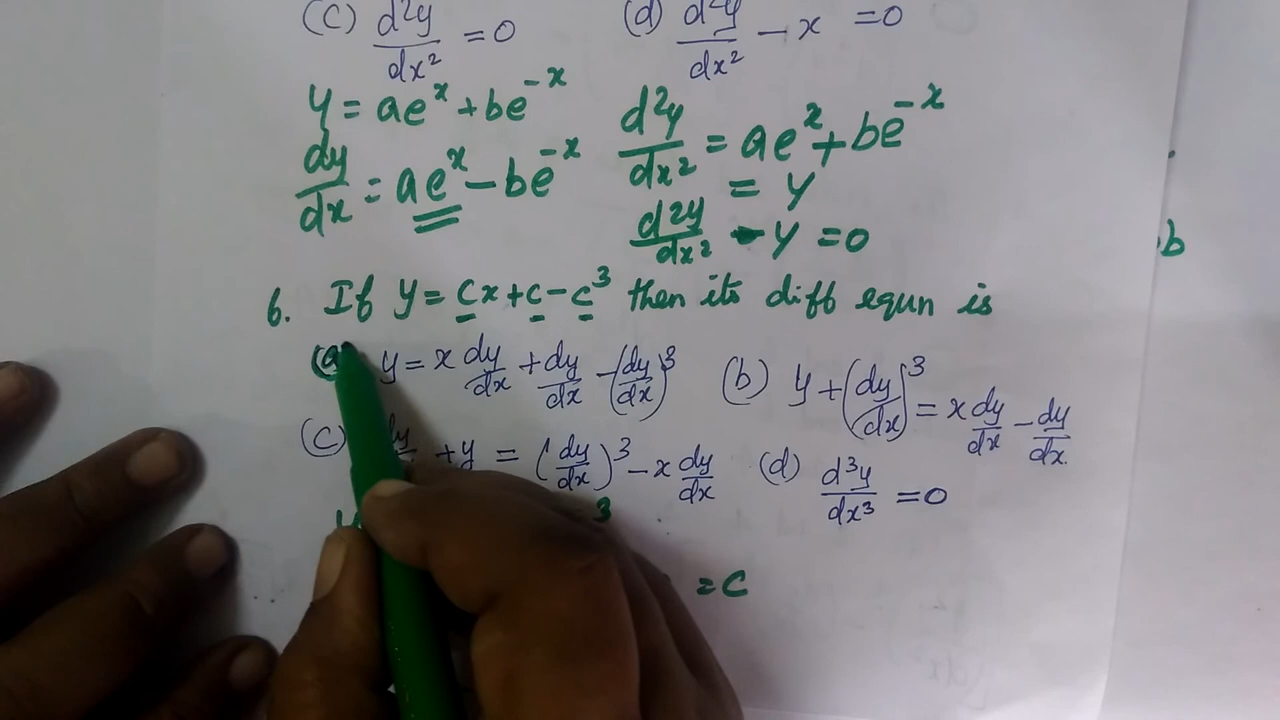 (c) d²y/dx² = 0 (d) d²y/dx² - x = 0
y = ae^x + be^-x d²y/dx² = ae^x + be^-x
dy/dx = ae^x - be^-x = y
d²y/dx² - y = 0
b
6. If y = cx + c - c³ then its diff equn is
(a) y = x dy/dx + dy/dx - (dy/dx)³ (b) y + (dy/dx)³ = x dy/dx - dy/dx.
(c) dy + y = (dy/dx)³ - x dy/dx (d) d³y/dx³ = 0
3
= c